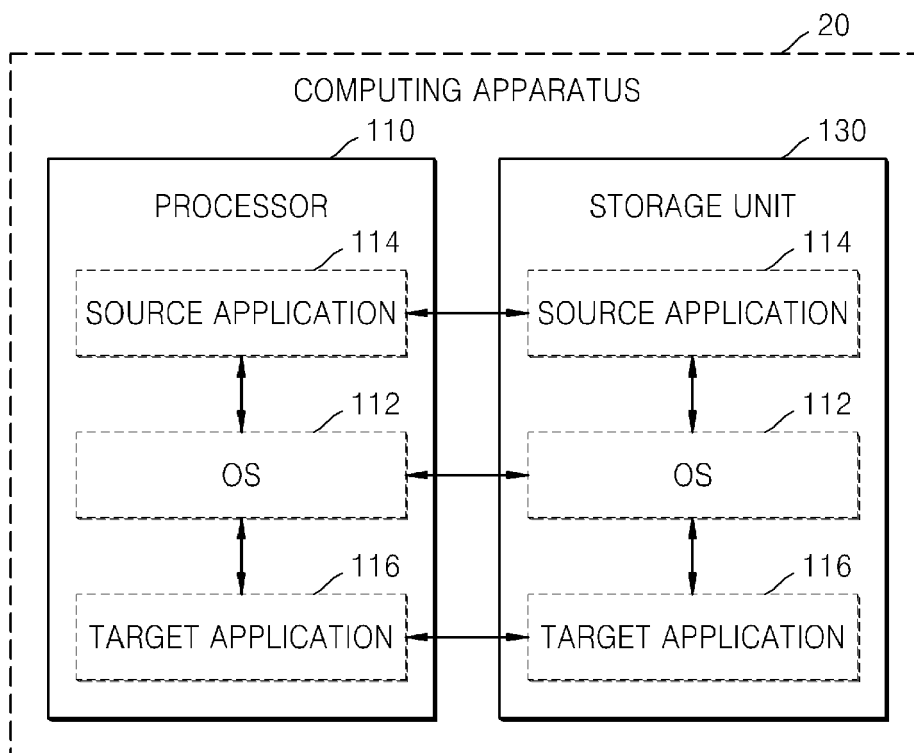 20
COMPUTING APPARATUS
110
130
PROCESSOR
STORAGE UNIT
114
114
SOURCE APPLICATION
SOURCE APPLICATION
112
112
OS
OS
116
116
TARGET APPLICATION
TARGET APPLICATION